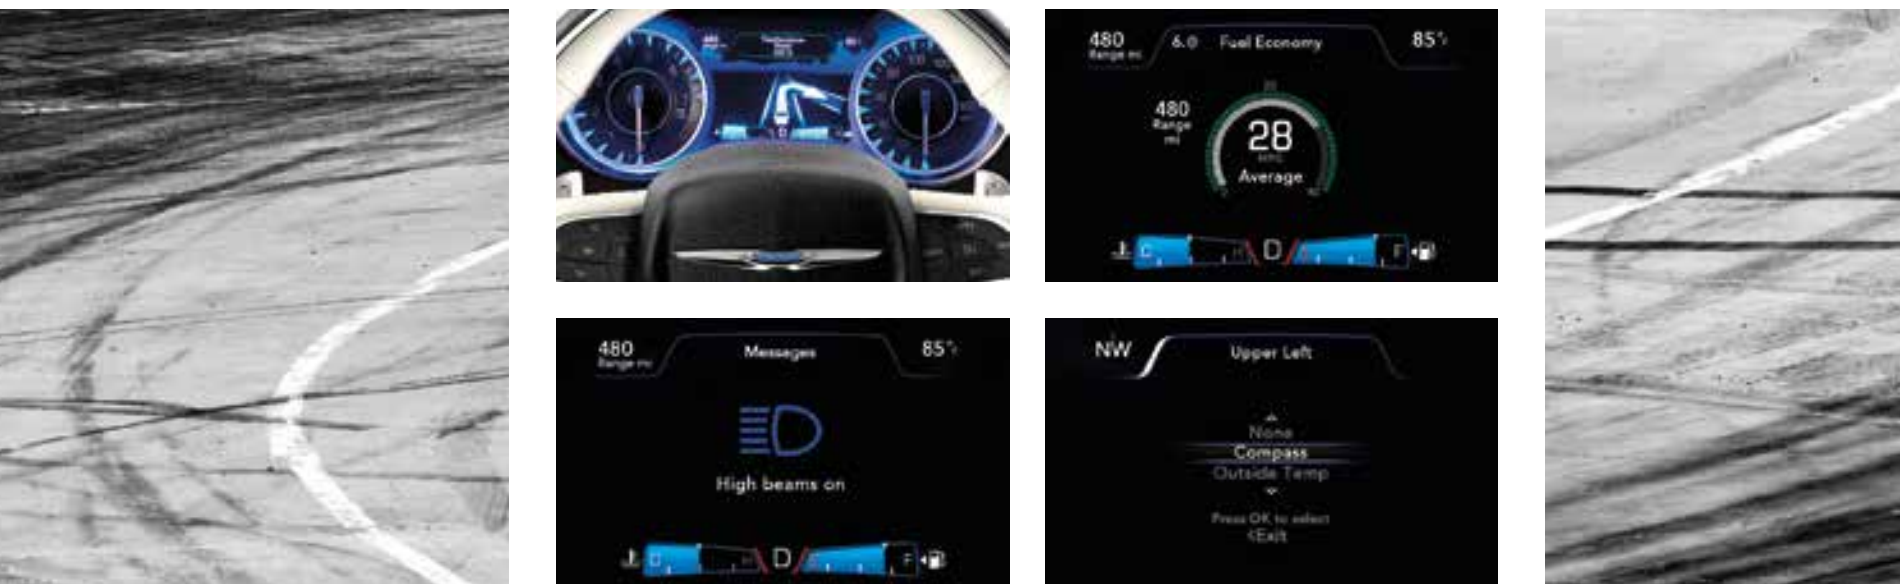 480
Range mi
6.0 Fuel Economy
85°F
480
Range
mi
28
MPG
Average
C
H
D
F
480
Range mi
Messages
85°F
High beams on
H
D
F
NW
Upper Left
None
Compass
Outside Temp
Press OK to select
<Exit